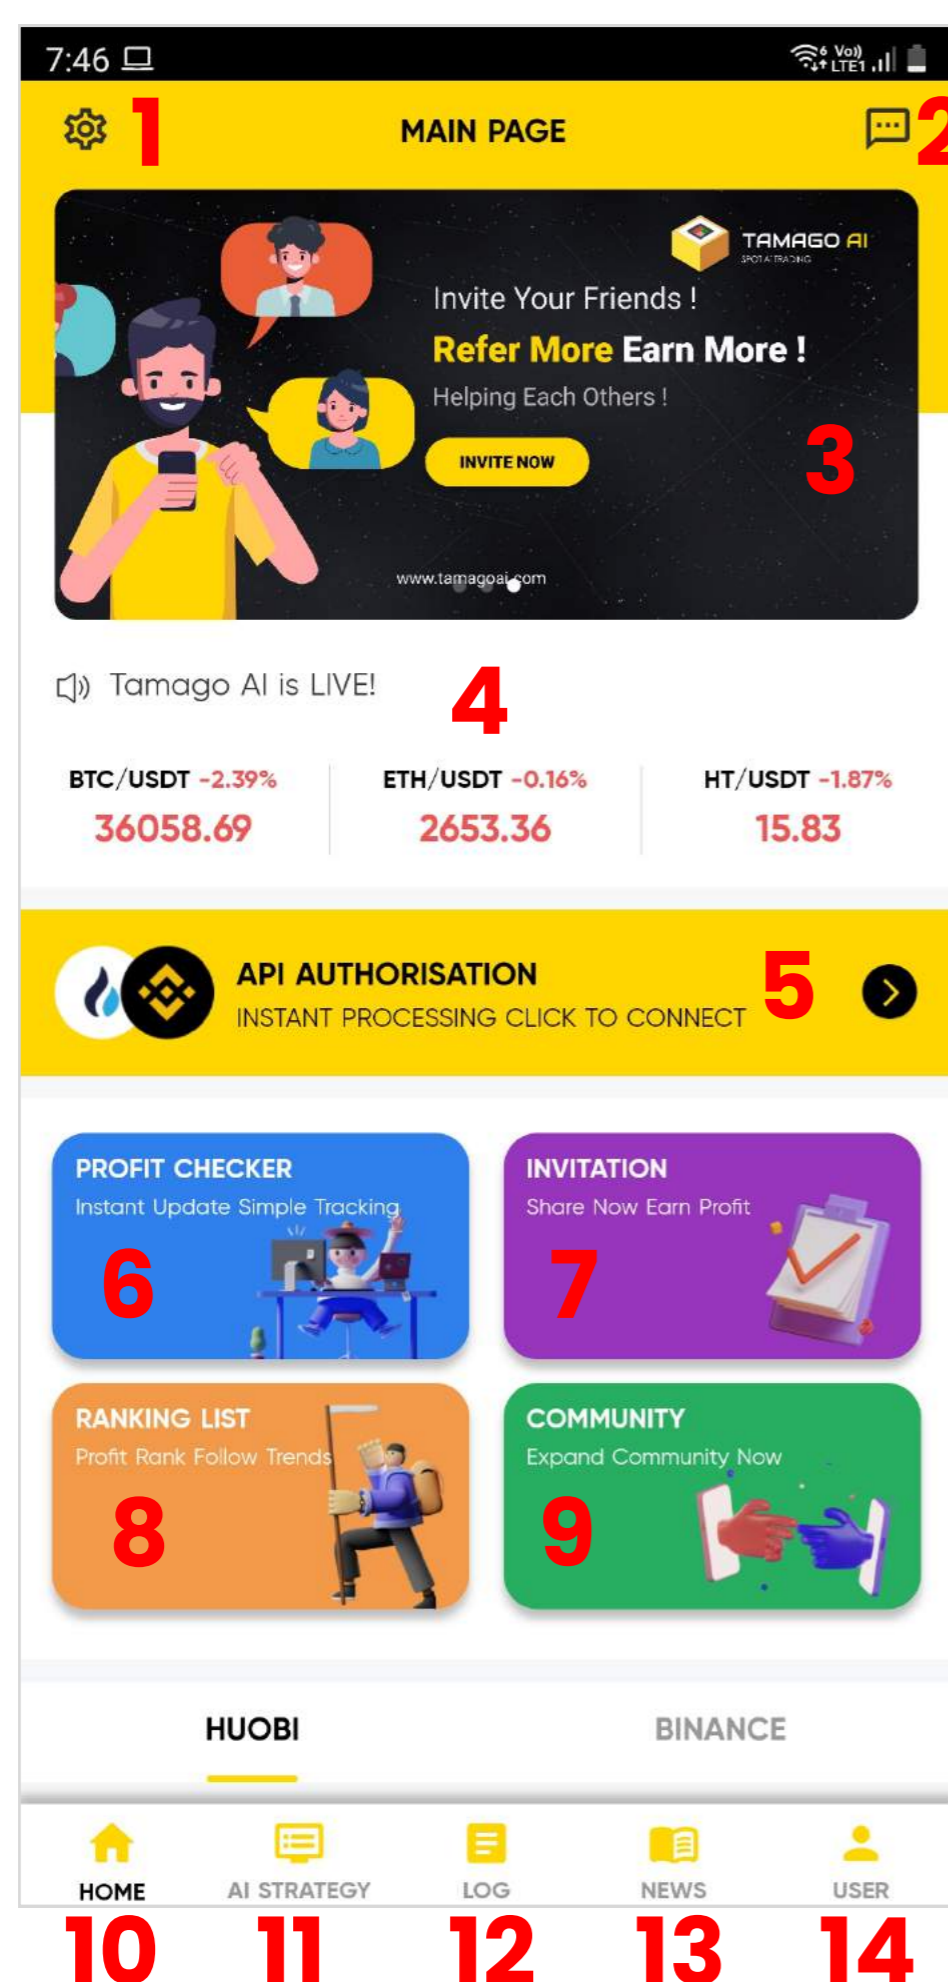 7:46
6 Vo))
LTE1
1
MAIN PAGE
2
TAMAGO AI
SPOT AI TRADING
Invite Your Friends !
Refer More Earn More !
Helping Each Others !
3
INVITE NOW
www.tamagoai.com
Tamago AI is LIVE!
4
BTC/USDT -2.39%
36058.69
ETH/USDT -0.16%
2653.36
HT/USDT -1.87%
15.83
API AUTHORISATION
INSTANT PROCESSING CLICK TO CONNECT
5
PROFIT CHECKER
Instant Update Simple Tracking
6
INVITATION
Share Now Earn Profit
7
RANKING LIST
Profit Rank Follow Trends
8
COMMUNITY
Expand Community Now
9
HUOBI
BINANCE
HOME
AI STRATEGY
LOG
NEWS
USER
10
11
12
13
14